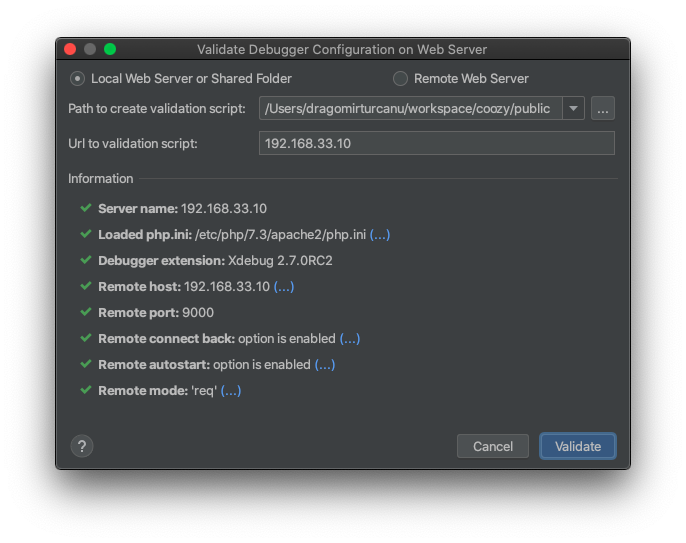 Validate Debugger Configuration on Web Server
Local Web Server or Shared Folder Remote Web Server
Path to create validation script: /Users/dragomirturcanu/workspace/coozy/public ...
Url to validation script: 192.168.33.10
Information
Server name: 192.168.33.10
Loaded php.ini: /etc/php/7.3/apache2/php.ini (...)
Debugger extension: Xdebug 2.7.0RC2
Remote host: 192.168.33.10 (...)
Remote port: 9000
Remote connect back: option is enabled (...)
Remote autostart: option is enabled (...)
Remote mode: 'req' (...)
? Cancel Validate